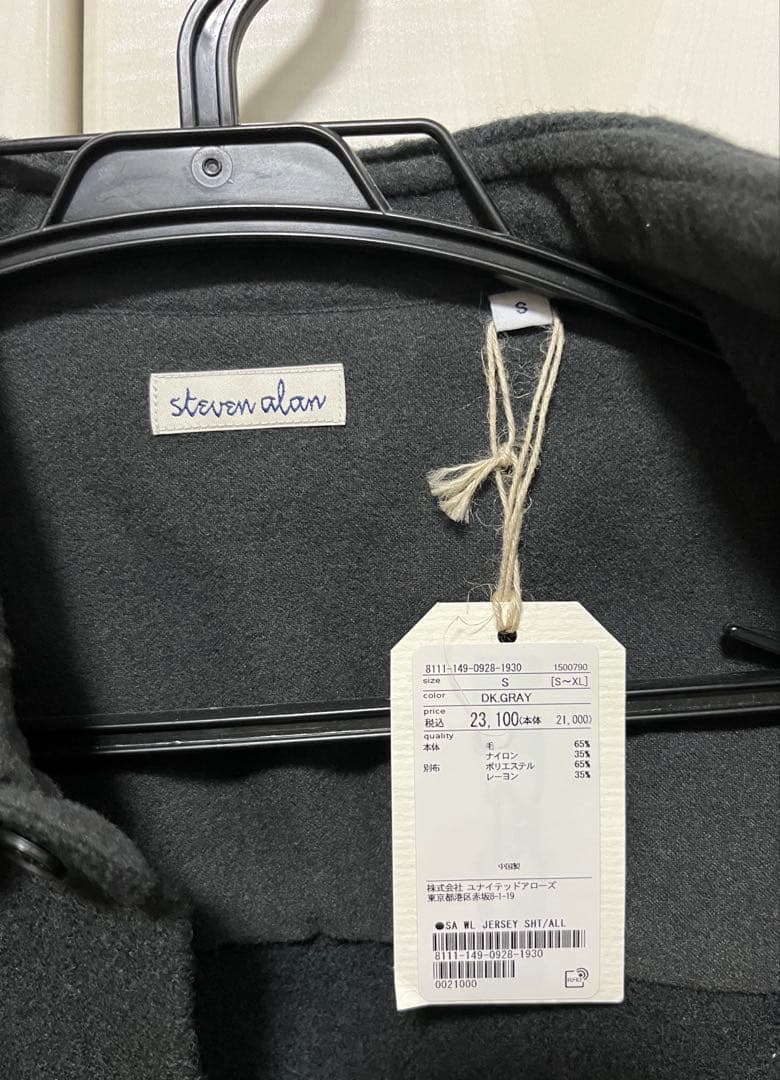 S
steven alan
8111-149-0928-1930 1500790
size S [S～XL]
color DK.GRAY
price
税込 23,100(本体 21,000)
quality
本体 毛 65%
ナイロン 35%
別布 ポリエステル 65%
レーヨン 35%
中国製
株式会社 ユナイテッドアローズ
東京都港区赤坂8-1-19
●SA WL JERSEY SHT/ALL
8111-149-0928-1930
0021000
RFID